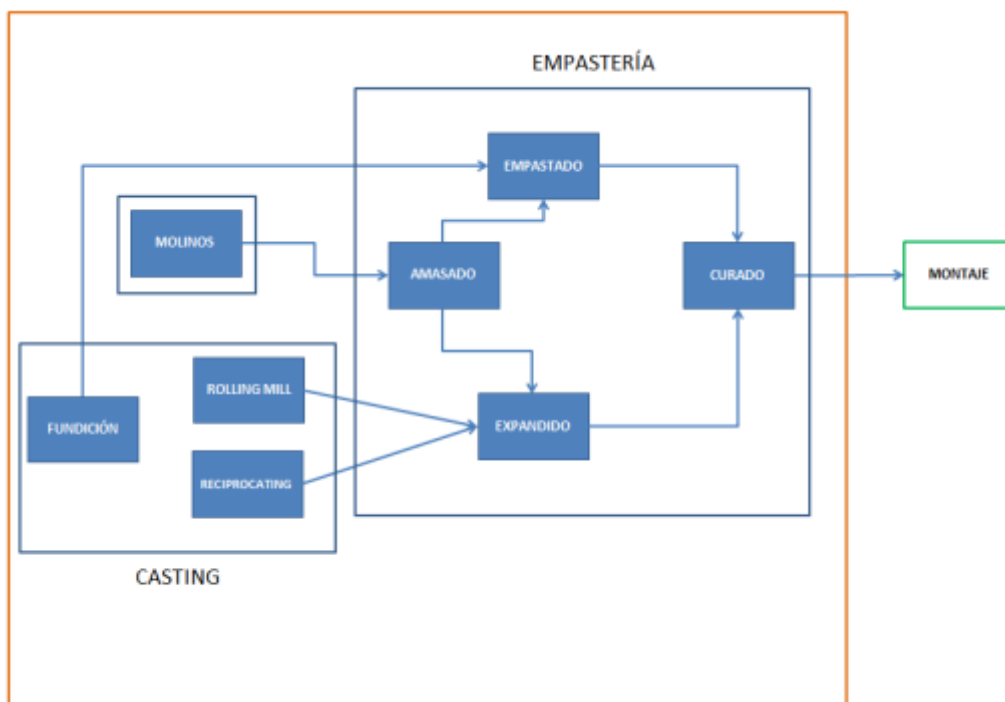 EMPASTERÍA
EMPASTADO
MOLINOS
AMASADO
CURADO
MONTAJE
ROLLING MILL
FUNDICIÓN
EXPANDIDO
RECIPROCATING
CASTING